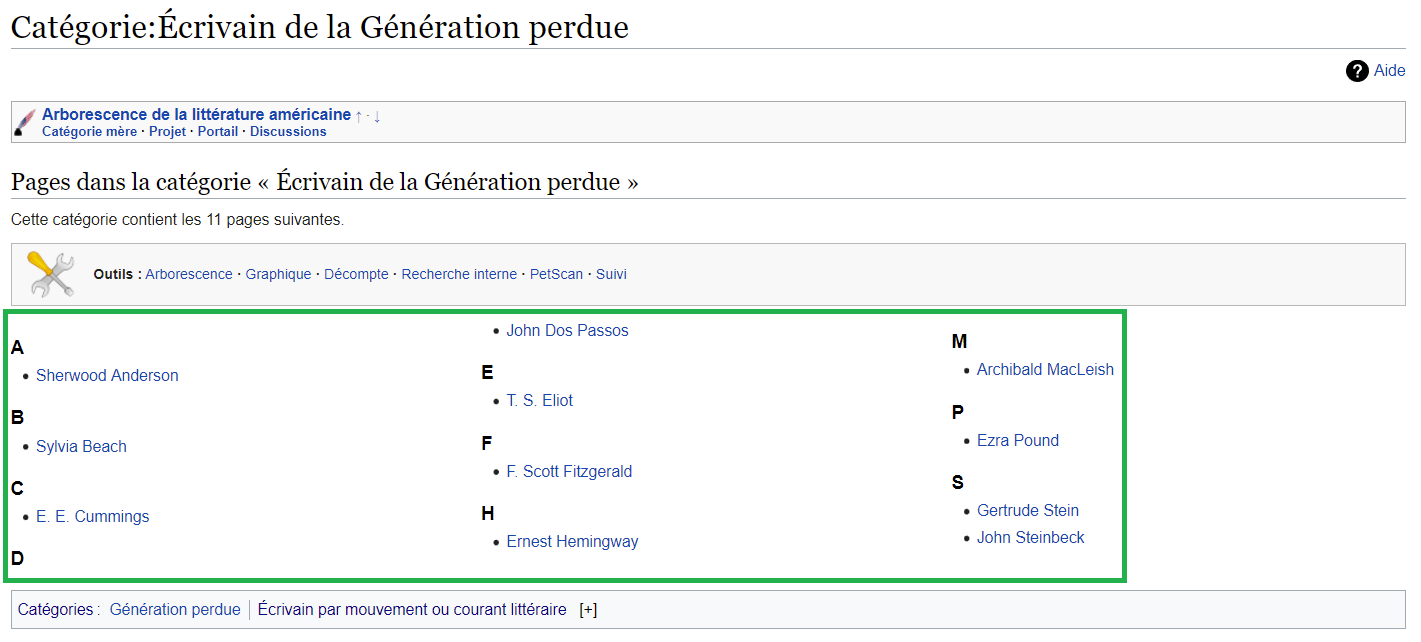 Catégorie:Écrivain de la Génération perdue
? Aide
Arborescence de la littérature américaine ↑ · ↓
Catégorie mère · Projet · Portail · Discussions
Pages dans la catégorie « Écrivain de la Génération perdue »
Cette catégorie contient les 11 pages suivantes.
Outils : Arborescence · Graphique · Décompte · Recherche interne · PetScan · Suivi
A
• Sherwood Anderson
B
• Sylvia Beach
C
• E. E. Cummings
D
• John Dos Passos
E
• T. S. Eliot
F
• F. Scott Fitzgerald
H
• Ernest Hemingway
M
• Archibald MacLeish
P
• Ezra Pound
S
• Gertrude Stein
• John Steinbeck
Catégories : Génération perdue | Écrivain par mouvement ou courant littéraire [+]